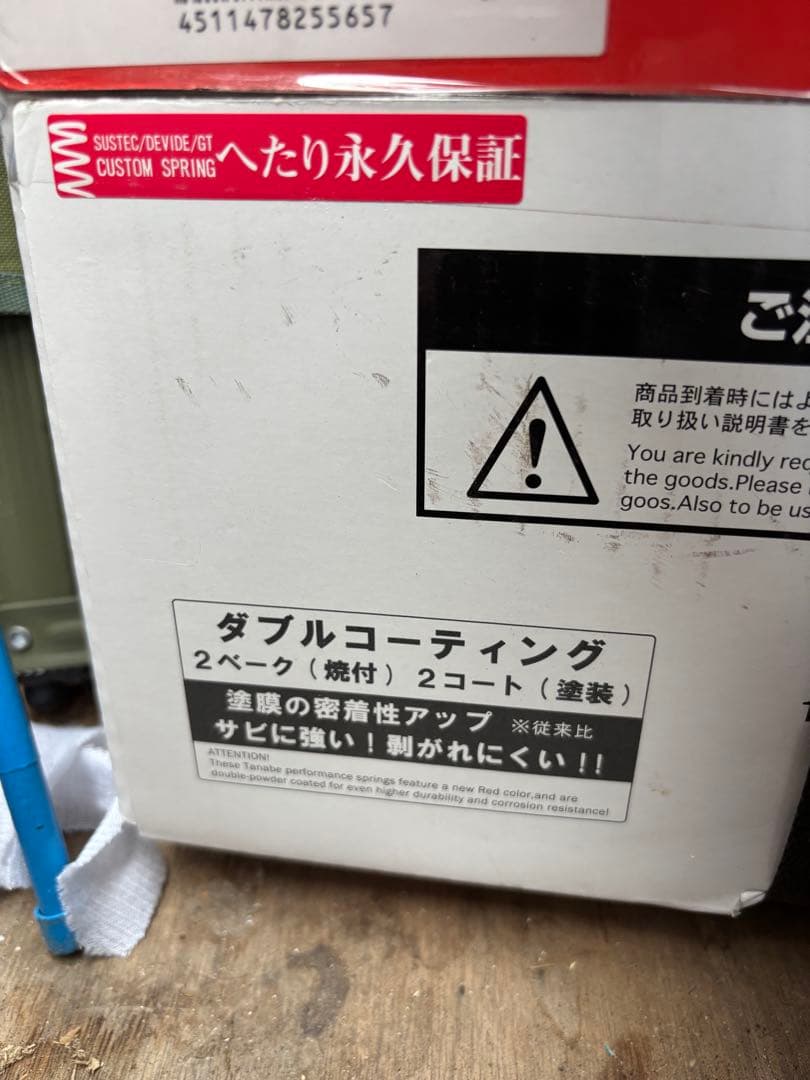 4511478255657
SUSTEC/DEVIDE/GT
CUSTOM SPRING
へたり永久保証
ご
商品到着時には
取り扱い説明書を
You are kindly
the goods.Please
goos.Also to be
ダブルコーティング
2ベーク(焼付) 2コート(塗装)
塗膜の密着性アップ ※従来比
サビに強い!剝がれにくい!!
ATTENTION!
These Tanabe performance springs feature a new Red color,and are
double-powder coated for even higher durability and corrosion resistance!